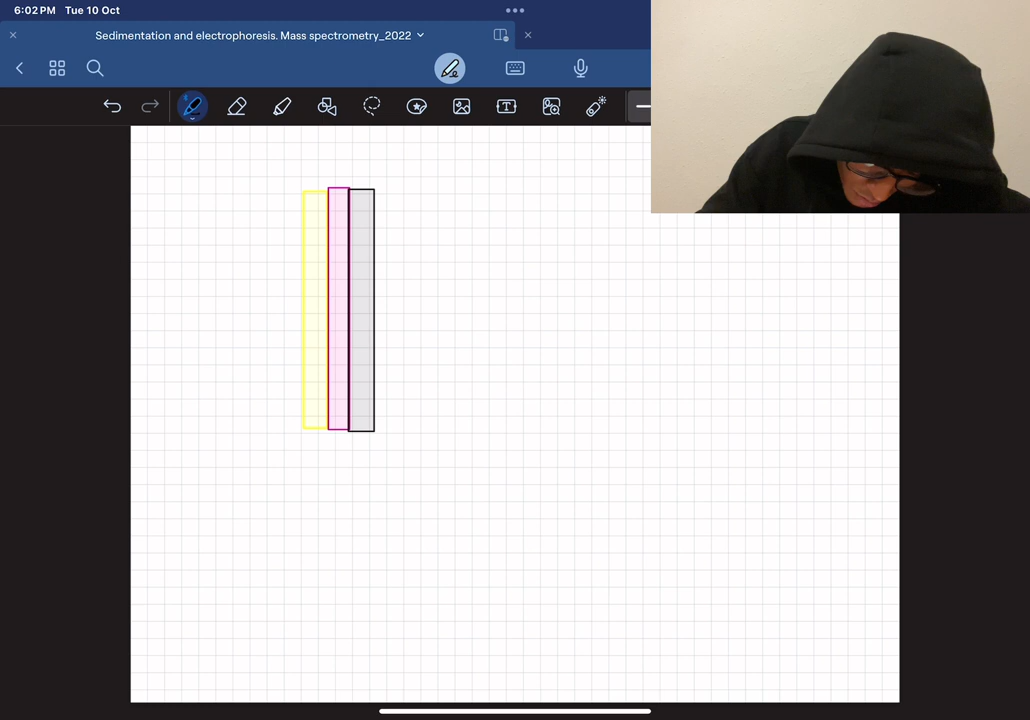 6:02 PM Tue 10 Oct
Sedimentation and electrophoresis. Mass spectrometry_2022
T